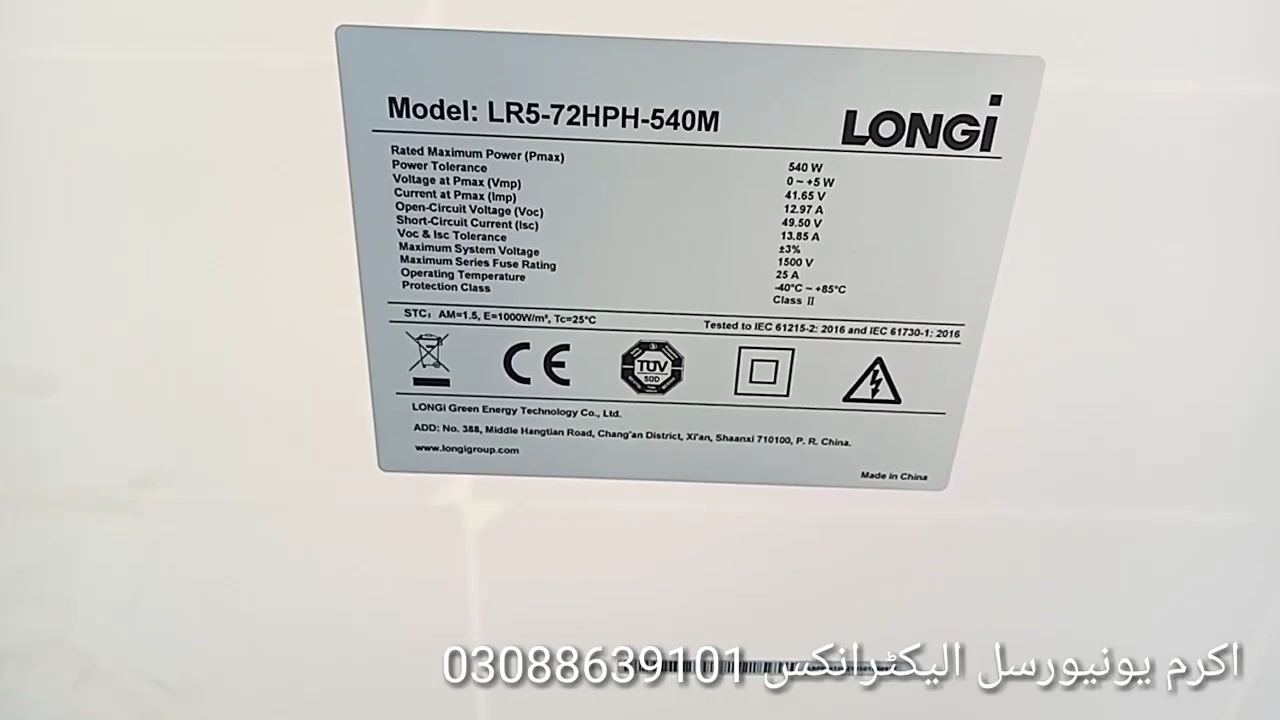 Model: LR5-72HPH-540M
LONGi
Rated Maximum Power (Pmax) 540 W
Power Tolerance 0 ~ +5 W
Voltage at Pmax (Vmp) 41.65 V
Current at Pmax (Imp) 12.97 A
Open-Circuit Voltage (Voc) 49.50 V
Short-Circuit Current (Isc) 13.85 A
Voc & Isc Tolerance ±3%
Maximum System Voltage 1500 V
Maximum Series Fuse Rating 25 A
Operating Temperature -40°C ~ +85°C
Protection Class Class II
STC: AM=1.5, E=1000W/m², Tc=25°C Tested to IEC 61215-2: 2016 and IEC 61730-1: 2016
CE
TUV
SUD
LONGi Green Energy Technology Co., Ltd.
ADD: No. 388, Middle Hangtian Road, Chang'an District, Xi'an, Shaanxi 710100, P. R. China.
www.longigroup.com
Made in China
اکرم یونیورسل الیکٹرانکس 03088639101